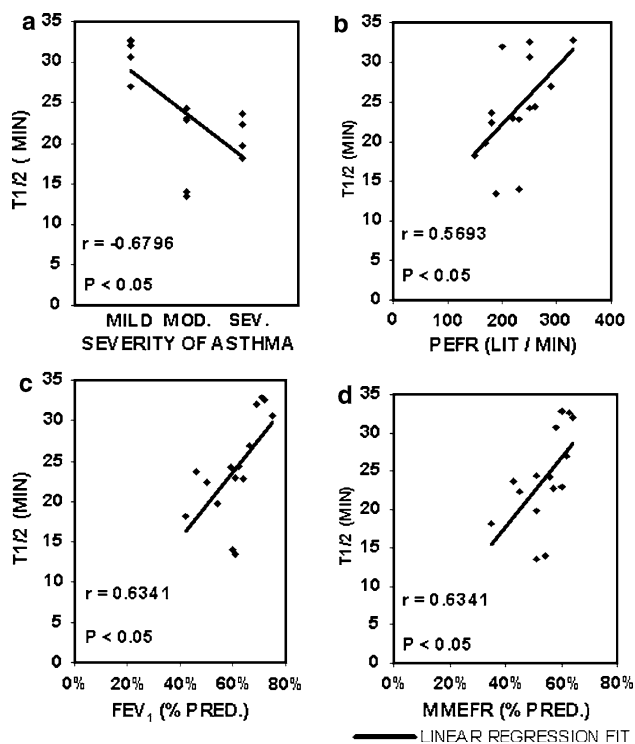 a
35
30
25
20
15
10
5
0
T1/2 ( MIN)
r = -0.6796
P < 0.05
MILD MOD. SEV.
SEVERITY OF ASTHMA
b
35
30
25
20
15
10
5
0
T1/2 (MIN)
r = 0.5693
P < 0.05
0 100 200 300 400
PEFR (LIT / MIN)
c
35
30
25
20
15
10
5
0
T1/2 (MIN)
r = 0.6341
P < 0.05
0% 20% 40% 60% 80%
FEV1 (% PRED.)
d
35
30
25
20
15
10
5
0
T1/2 (MIN)
r = 0.6341
P < 0.05
0% 20% 40% 60% 80%
MMEFR (% PRED.)
LINEAR REGRESSION FIT